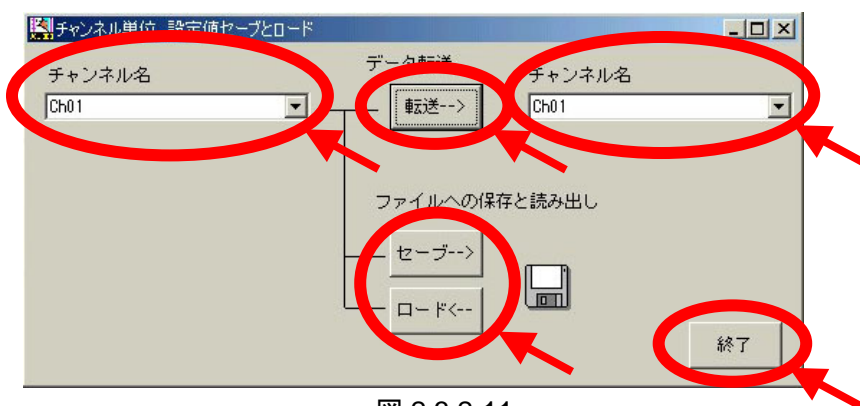 チャンネル単位 設定値セーブとロード
チャンネル名
Ch01
データ転送
転送-->
チャンネル名
Ch01
ファイルへの保存と読み出し
セーブ-->
ロード<--
終了